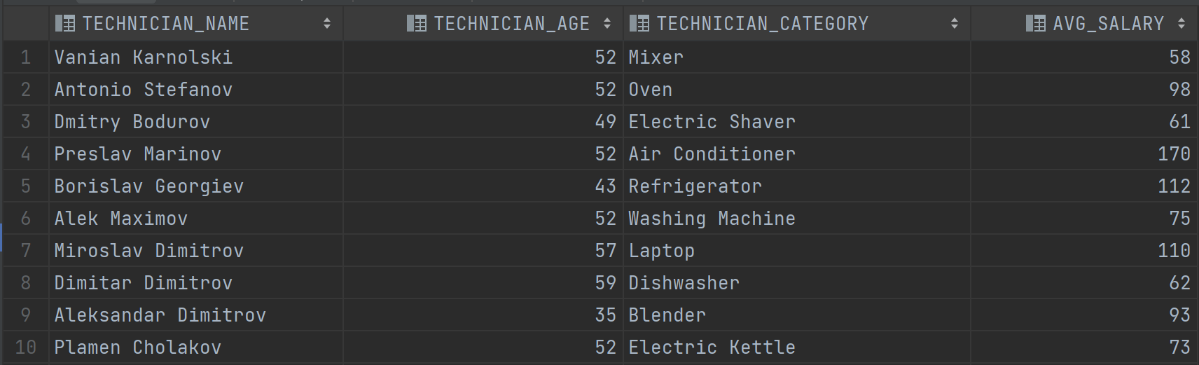 TECHNICIAN_NAME TECHNICIAN_AGE TECHNICIAN_CATEGORY AVG_SALARY
1 Vanian Karnolski 52 Mixer 58
2 Antonio Stefanov 52 Oven 98
3 Dmitry Bodurov 49 Electric Shaver 61
4 Preslav Marinov 52 Air Conditioner 170
5 Borislav Georgiev 43 Refrigerator 112
6 Alek Maximov 52 Washing Machine 75
7 Miroslav Dimitrov 57 Laptop 110
8 Dimitar Dimitrov 59 Dishwasher 62
9 Aleksandar Dimitrov 35 Blender 93
10 Plamen Cholakov 52 Electric Kettle 73